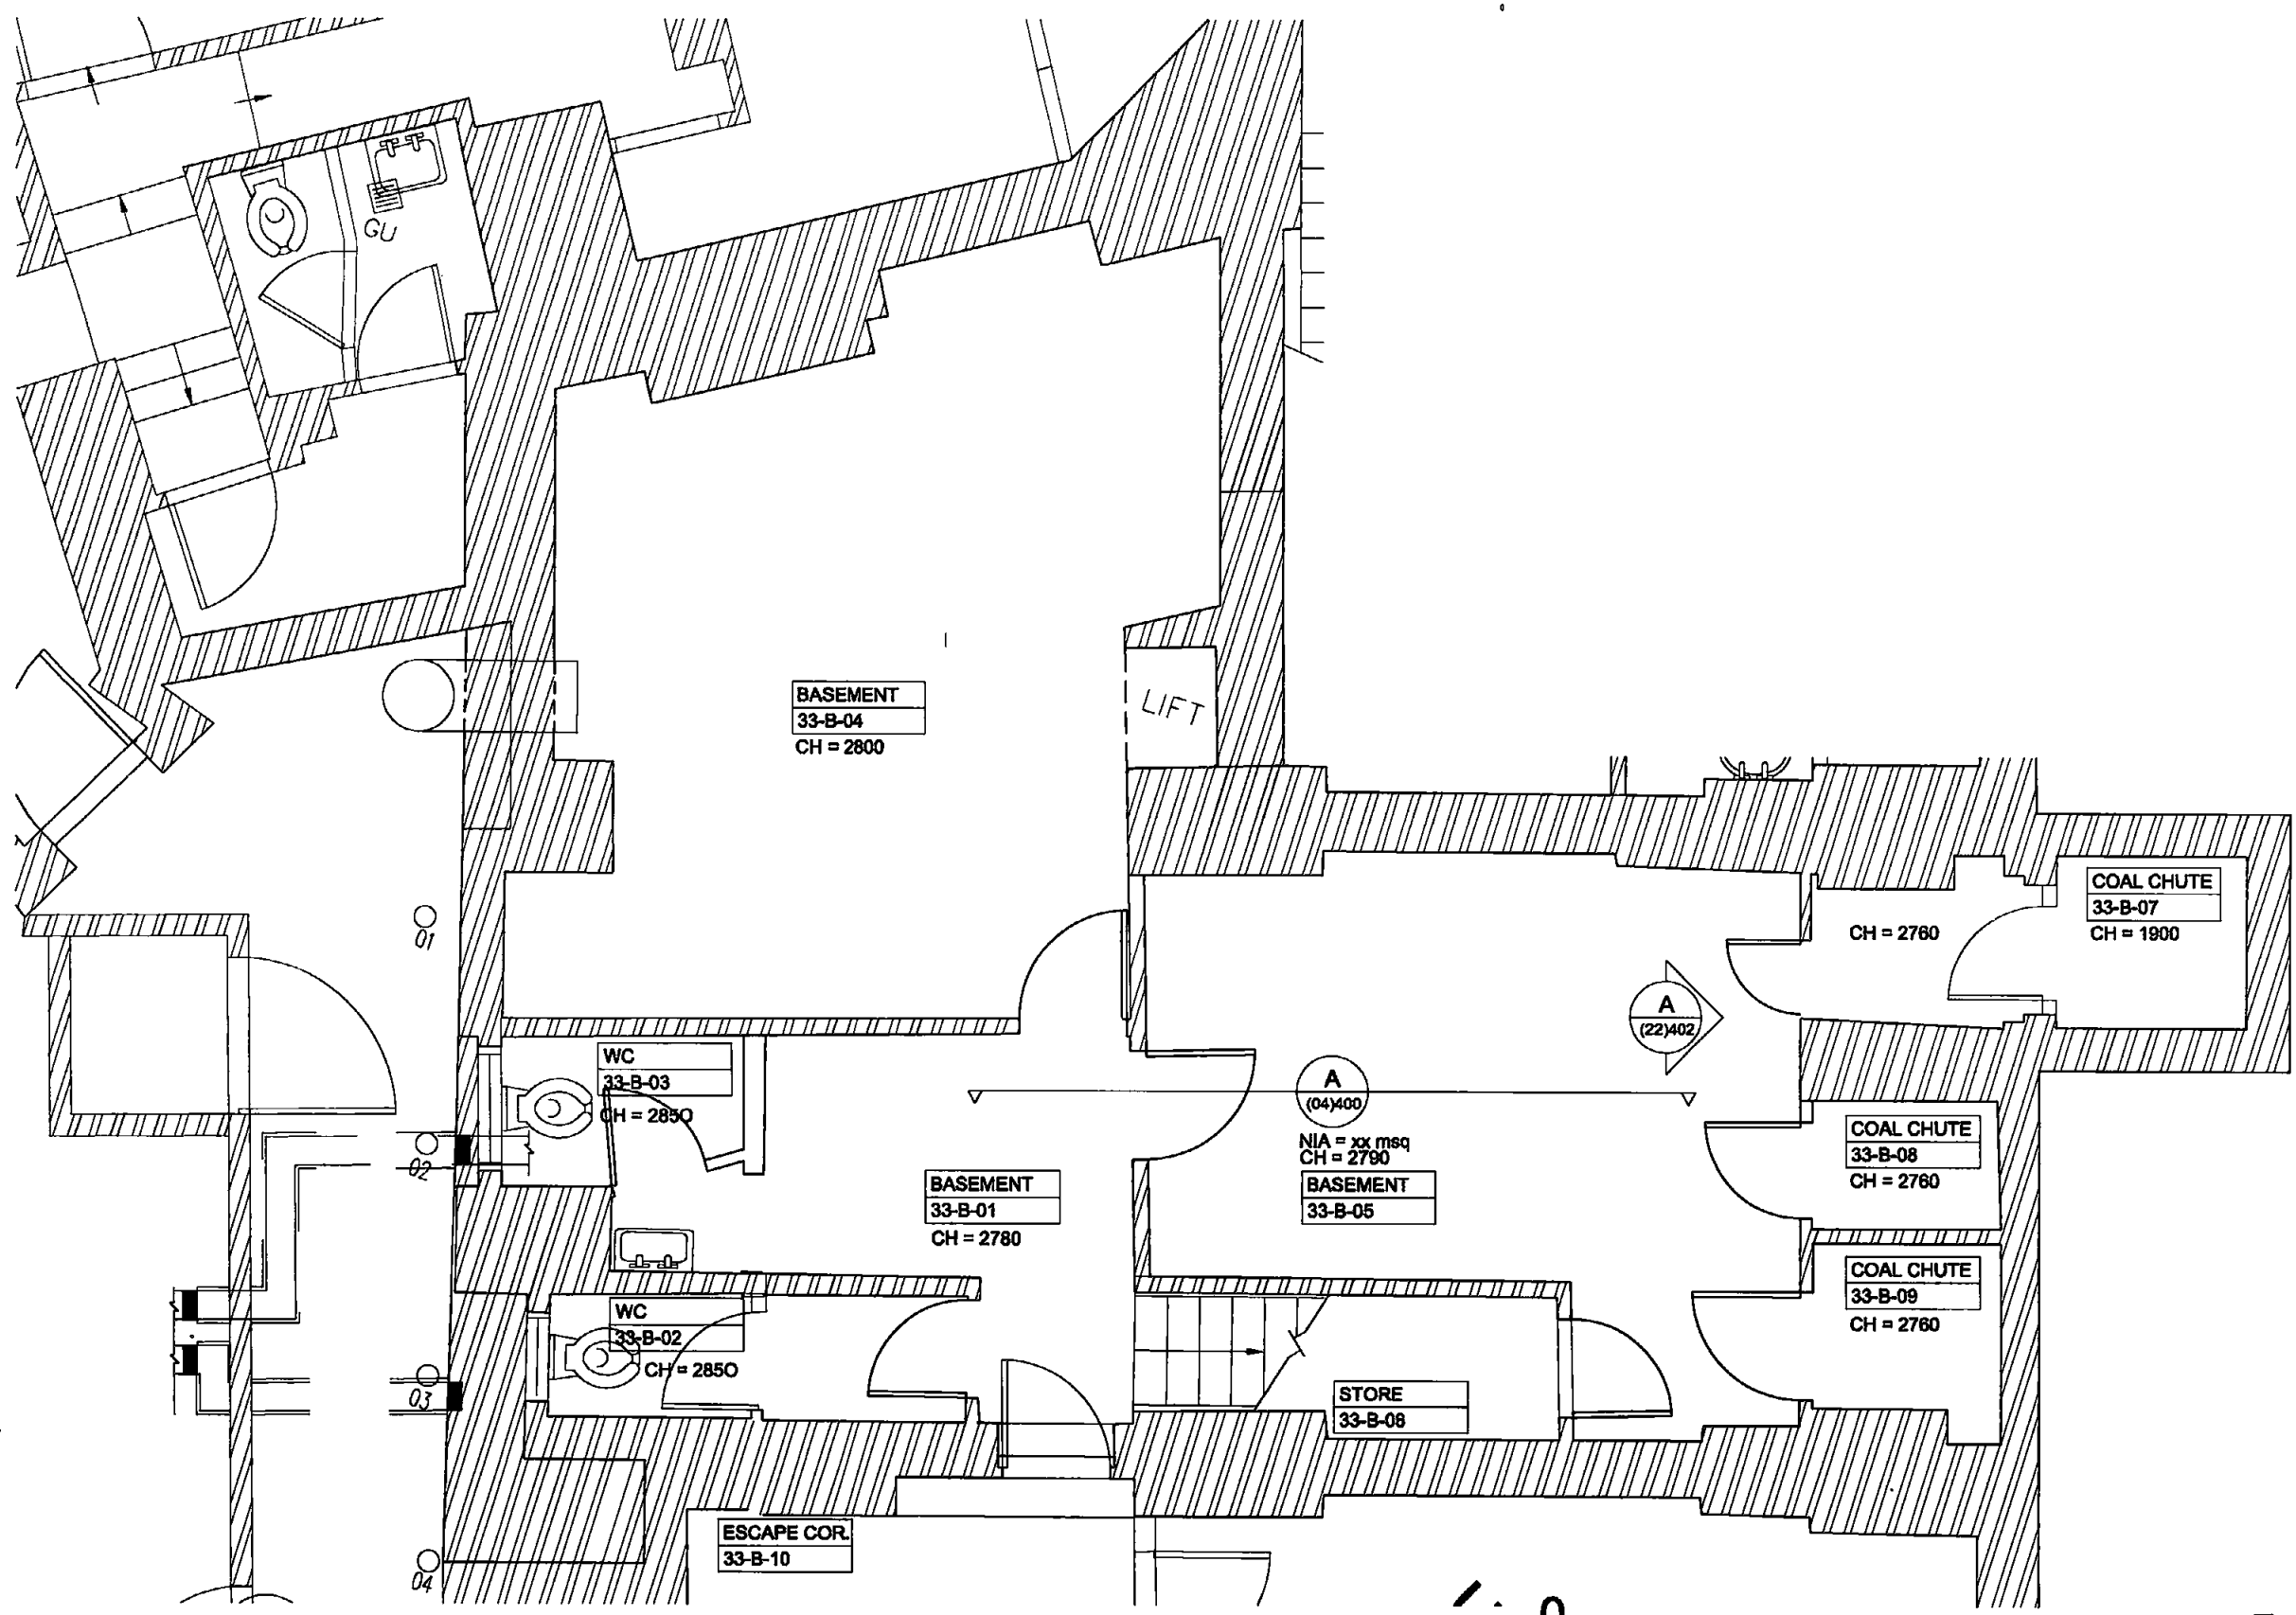 GU
BASEMENT
33-B-04
CH = 2800
LIFT
01
COAL CHUTE
33-B-07
CH = 1900
CH = 2760
A
(22)402
WC
33-B-03
CH = 2850
A
(04)400
NIA = xx msq
CH = 2790
BASEMENT
33-B-05
COAL CHUTE
33-B-08
CH = 2760
02
BASEMENT
33-B-01
CH = 2780
COAL CHUTE
33-B-09
CH = 2760
WC
33-B-02
CH = 2850
03
STORE
33-B-08
ESCAPE COR.
33-B-10
04